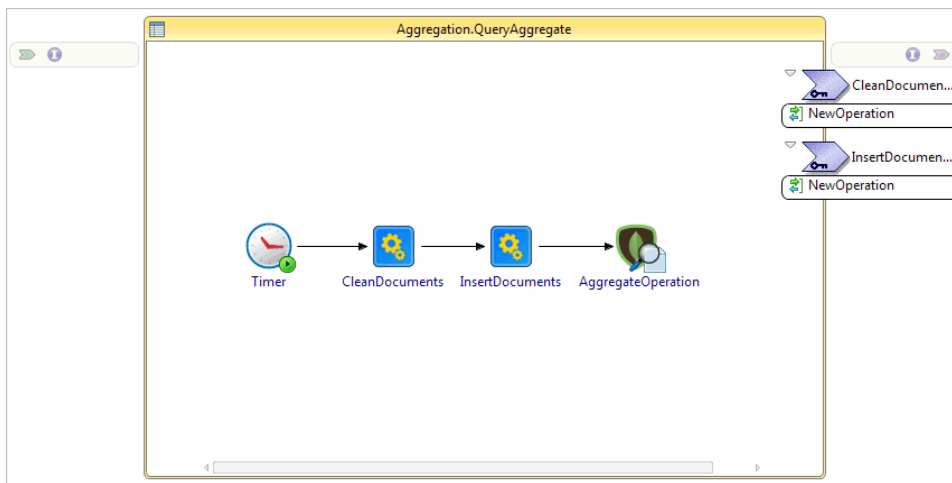 Aggregation.QueryAggregate
CleanDocumen...
NewOperation
InsertDocumen...
NewOperation
Timer
CleanDocuments
InsertDocuments
AggregateOperation